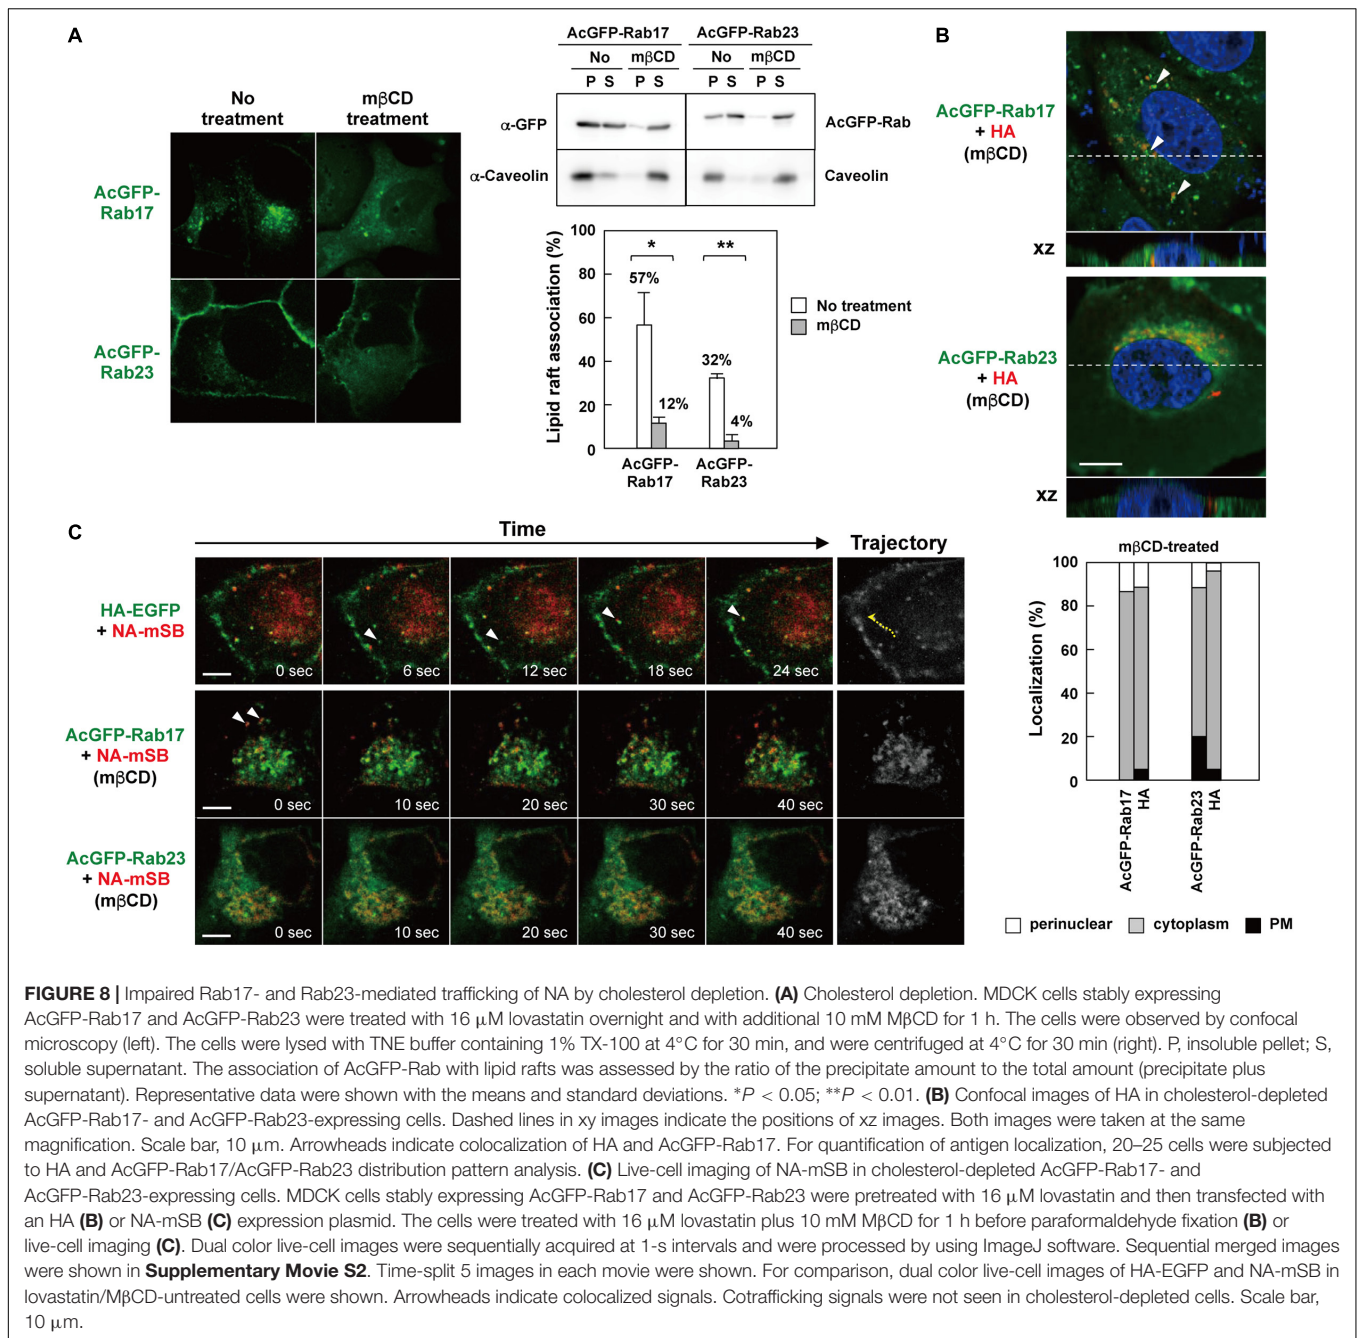 A
No treatment
mβCD treatment
AcGFP-Rab17
AcGFP-Rab23
AcGFP-Rab17 AcGFP-Rab23
No mβCD No mβCD
P S P S P S P S
α-GFP
AcGFP-Rab
α-Caveolin
Caveolin
Lipid raft association (%)
100
80
60
40
20
0
*
**
57%
12%
32%
4%
No treatment
mβCD
AcGFP-Rab17
AcGFP-Rab23
B
AcGFP-Rab17
+ HA
(mβCD)
xz
AcGFP-Rab23
+ HA
(mβCD)
xz
mβCD-treated
Localization (%)
100
80
60
40
20
0
AcGFP-Rab17
HA
AcGFP-Rab23
HA
perinuclear cytoplasm PM
C
Time
Trajectory
HA-EGFP
+ NA-mSB
0 sec 6 sec 12 sec 18 sec 24 sec
AcGFP-Rab17
+ NA-mSB
(mβCD)
0 sec 10 sec 20 sec 30 sec 40 sec
AcGFP-Rab23
+ NA-mSB
(mβCD)
0 sec 10 sec 20 sec 30 sec 40 sec
FIGURE 8 | Impaired Rab17- and Rab23-mediated trafficking of NA by cholesterol depletion. (A) Cholesterol depletion. MDCK cells stably expressing
AcGFP-Rab17 and AcGFP-Rab23 were treated with 16 μM lovastatin overnight and with additional 10 mM MβCD for 1 h. The cells were observed by confocal
microscopy (left). The cells were lysed with TNE buffer containing 1% TX-100 at 4°C for 30 min, and were centrifuged at 4°C for 30 min (right). P, insoluble pellet; S,
soluble supernatant. The association of AcGFP-Rab with lipid rafts was assessed by the ratio of the precipitate amount to the total amount (precipitate plus
supernatant). Representative data were shown with the means and standard deviations. *P < 0.05; **P < 0.01. (B) Confocal images of HA in cholesterol-depleted
AcGFP-Rab17- and AcGFP-Rab23-expressing cells. Dashed lines in xy images indicate the positions of xz images. Both images were taken at the same
magnification. Scale bar, 10 μm. Arrowheads indicate colocalization of HA and AcGFP-Rab17. For quantification of antigen localization, 20–25 cells were subjected
to HA and AcGFP-Rab17/AcGFP-Rab23 distribution pattern analysis. (C) Live-cell imaging of NA-mSB in cholesterol-depleted AcGFP-Rab17- and
AcGFP-Rab23-expressing cells. MDCK cells stably expressing AcGFP-Rab17 and AcGFP-Rab23 were pretreated with 16 μM lovastatin and then transfected with
an HA (B) or NA-mSB (C) expression plasmid. The cells were treated with 16 μM lovastatin plus 10 mM MβCD for 1 h before paraformaldehyde fixation (B) or
live-cell imaging (C). Dual color live-cell images were sequentially acquired at 1-s intervals and were processed by using ImageJ software. Sequential merged images
were shown in Supplementary Movie S2. Time-split 5 images in each movie were shown. For comparison, dual color live-cell images of HA-EGFP and NA-mSB in
lovastatin/MβCD-untreated cells were shown. Arrowheads indicate colocalized signals. Cotrafficking signals were not seen in cholesterol-depleted cells. Scale bar,
10 μm.